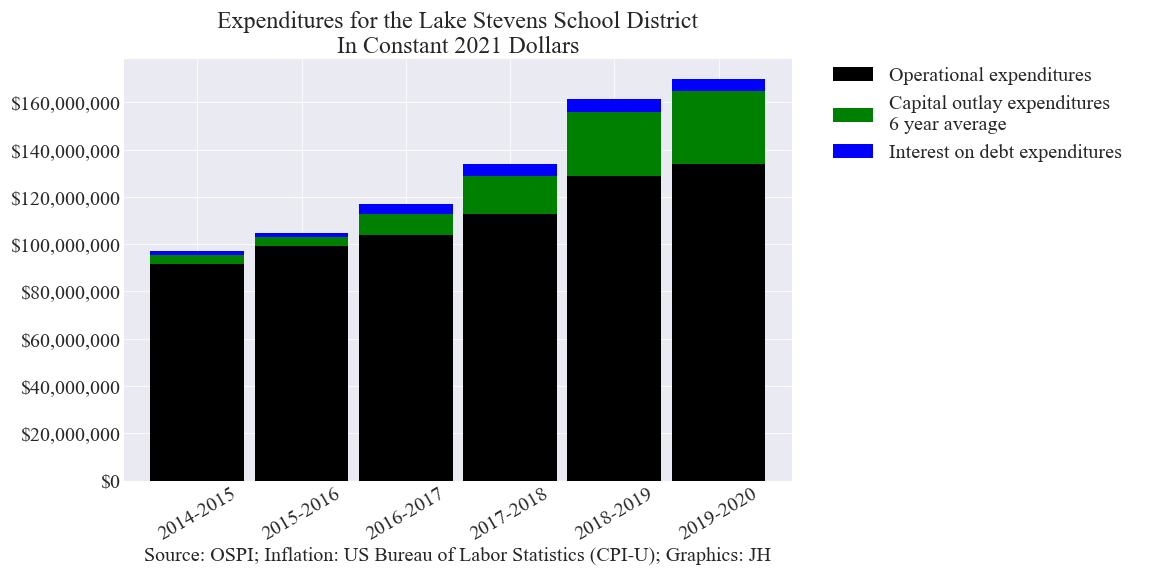 Expenditures for the Lake Stevens School District
In Constant 2021 Dollars
Operational expenditures
Capital outlay expenditures
6 year average
Interest on debt expenditures
$160,000,000
$140,000,000
$120,000,000
$100,000,000
$80,000,000
$60,000,000
$40,000,000
$20,000,000
$0
2014-2015
2015-2016
2016-2017
2017-2018
2018-2019
2019-2020
Source: OSPI; Inflation: US Bureau of Labor Statistics (CPI-U); Graphics: JH